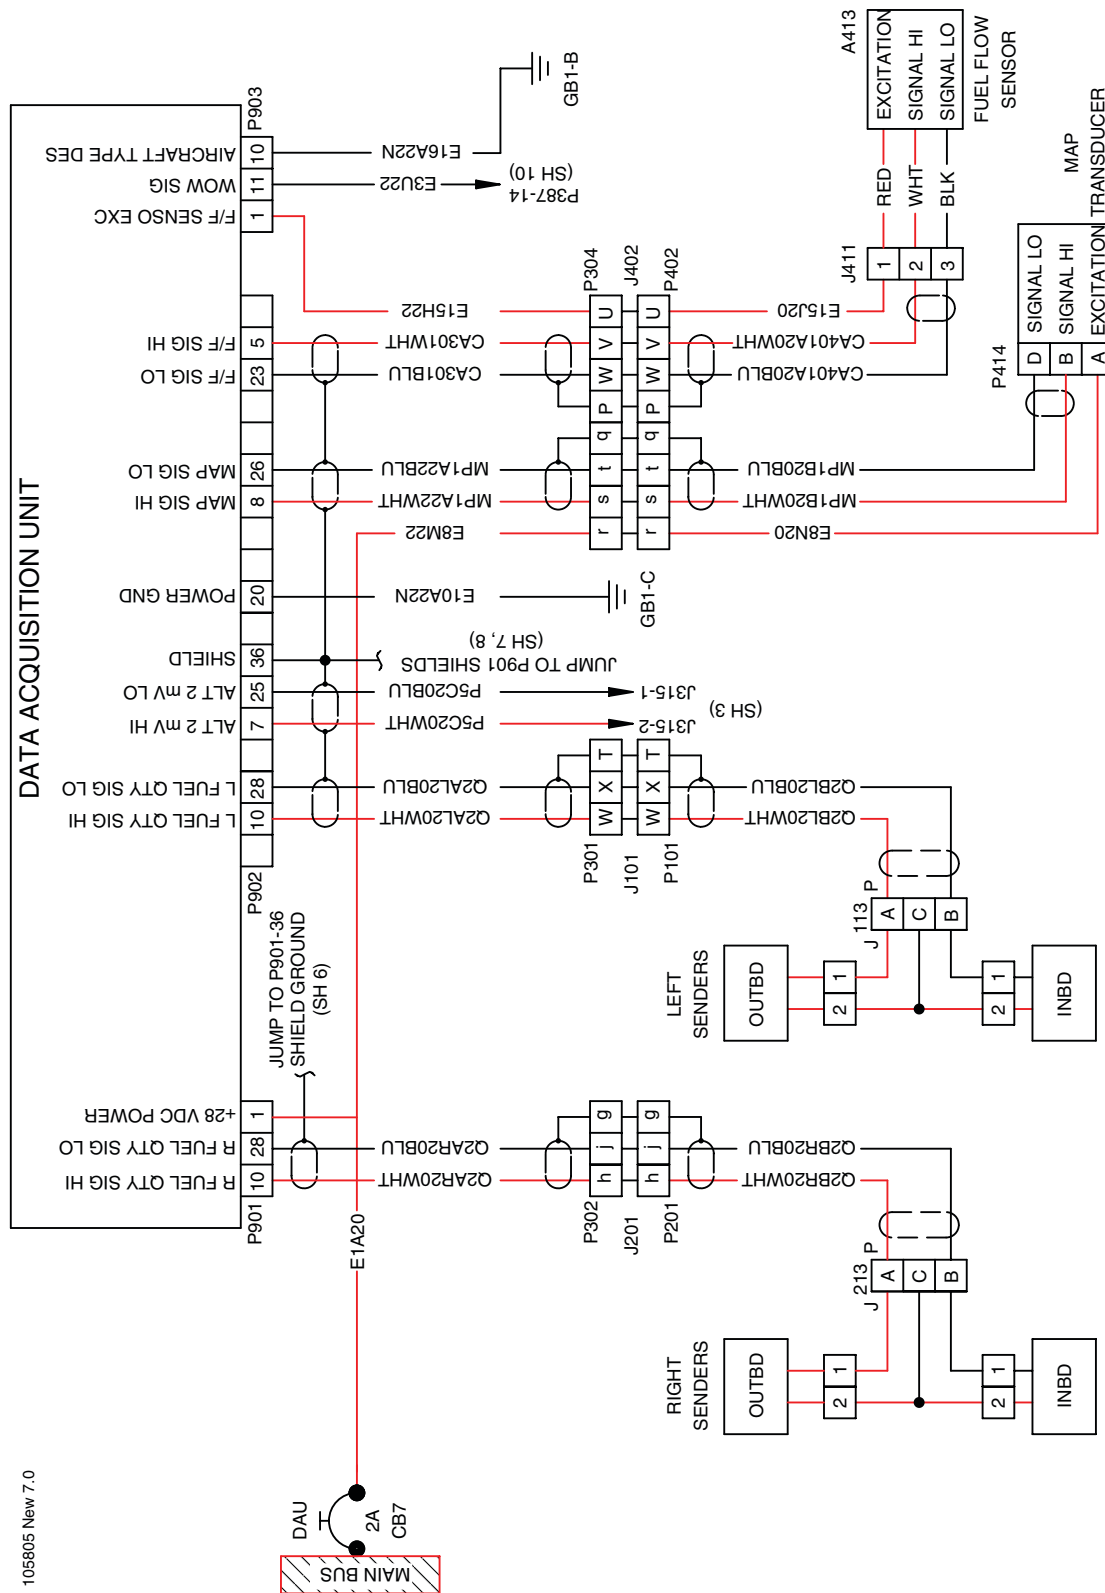 105805 New 7.0
DATA ACQUISITION UNIT
P901
P902
P903
R FUEL QTY SIG HI
R FUEL QTY SIG LO
+28 VDC POWER
L FUEL QTY SIG HI
L FUEL QTY SIG LO
ALT 2 mV HI
ALT 2 mV LO
SHIELD
POWER GND
MAP SIG HI
MAP SIG LO
F/F SIG LO
F/F SIG HI
F/F SENSO EXC
WOW SIG
AIRCRAFT TYPE DES
10
28
1
10
28
7
25
36
20
8
26
23
5
1
11
10
JUMP TO P901-36
SHIELD GROUND
(SH 6)
JUMP TO P901 SHIELDS
(SH 7, 8)
MAIN BUS
DAU
2A
CB7
E1A20
Q2AR20WHT
Q2AR20BLU
Q2AL20WHT
Q2AL20BLU
P5C20WHT
P5C20BLU
J315-2
J315-1
(SH 3)
E10A22N
GB1-C
E8M22
MP1A22WHT
MP1A22BLU
CA301BLU
CA301WHT
E15H22
E3U22
P387-14
(SH 10)
E16A22N
GB1-B
P302
h j g
J201
P201
h j g
P301
W X T
J101
P101
W X T
P304
r s t q P W V U
J402
P402
r s t q P W V U
Q2BR20WHT
Q2BR20BLU
Q2BL20WHT
Q2BL20BLU
E8N20
MP1B20WHT
MP1B20BLU
CA401A20BLU
CA401A20WHT
E15J20
RIGHT
SENDERS
OUTBD
2 1
J 213 P
A
C
B
2 1
INBD
LEFT
SENDERS
OUTBD
2 1
J 113 P
A
C
B
2 1
INBD
P414
D
B
A
SIGNAL LO
SIGNAL HI
EXCITATION
MAP
TRANSDUCER
J411
1
2
3
RED
WHT
BLK
A413
EXCITATION
SIGNAL HI
SIGNAL LO
FUEL FLOW
SENSOR